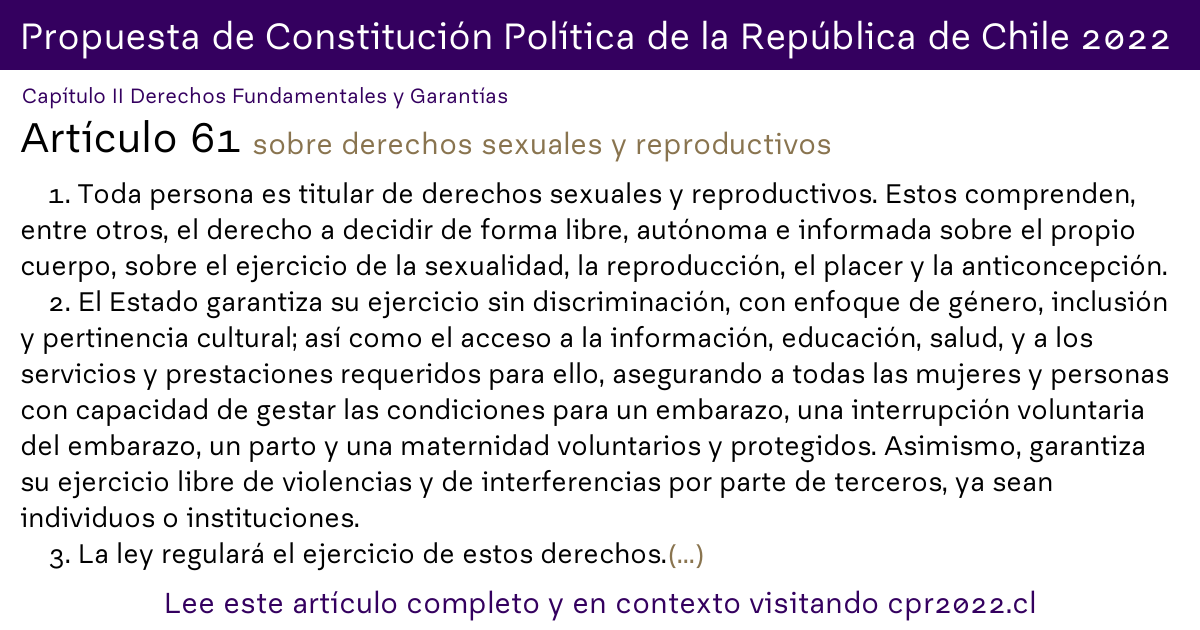 Propuesta de Constitución Política de la República de Chile 2022
Capítulo II Derechos Fundamentales y Garantías
Artículo 61 sobre derechos sexuales y reproductivos
1. Toda persona es titular de derechos sexuales y reproductivos. Estos comprenden,
entre otros, el derecho a decidir de forma libre, autónoma e informada sobre el propio
cuerpo, sobre el ejercicio de la sexualidad, la reproducción, el placer y la anticoncepción.
2. El Estado garantiza su ejercicio sin discriminación, con enfoque de género, inclusión
y pertinencia cultural; así como el acceso a la información, educación, salud, y a los
servicios y prestaciones requeridos para ello, asegurando a todas las mujeres y personas
con capacidad de gestar las condiciones para un embarazo, una interrupción voluntaria
del embarazo, un parto y una maternidad voluntarios y protegidos. Asimismo, garantiza
su ejercicio libre de violencias y de interferencias por parte de terceros, ya sean
individuos o instituciones.
3. La ley regulará el ejercicio de estos derechos.(...)
Lee este artículo completo y en contexto visitando cpr2022.cl